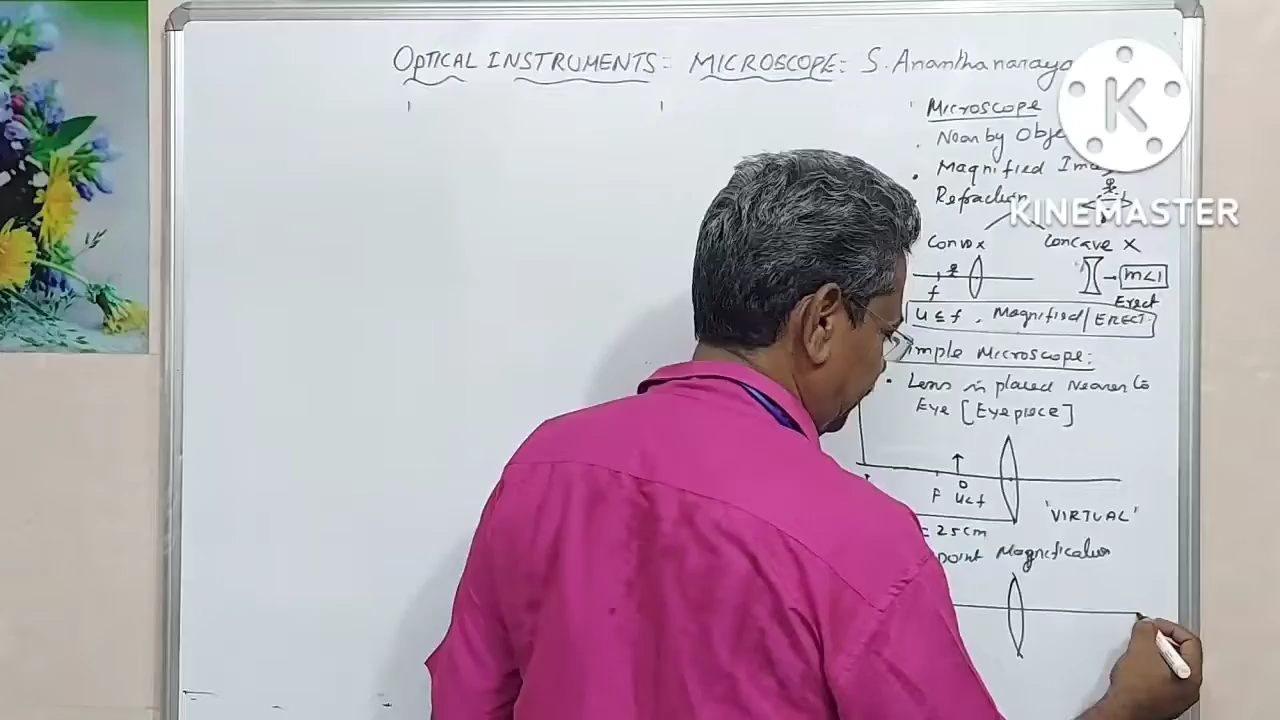 OPTICAL INSTRUMENTS: MICROSCOPE: S. Ananthanaraya
Microscope
Nearby Obje
Magnified Ima
Refraction
KINEMASTER
K
Convex Concave X
f
m<1
Erect
u ≤ f , Magnified/ERECT
imple Microscope:
Lens is placed Nearer to
Eye [Eyepiece]
F O u<f
'VIRTUAL'
= 25cm
point Magnification